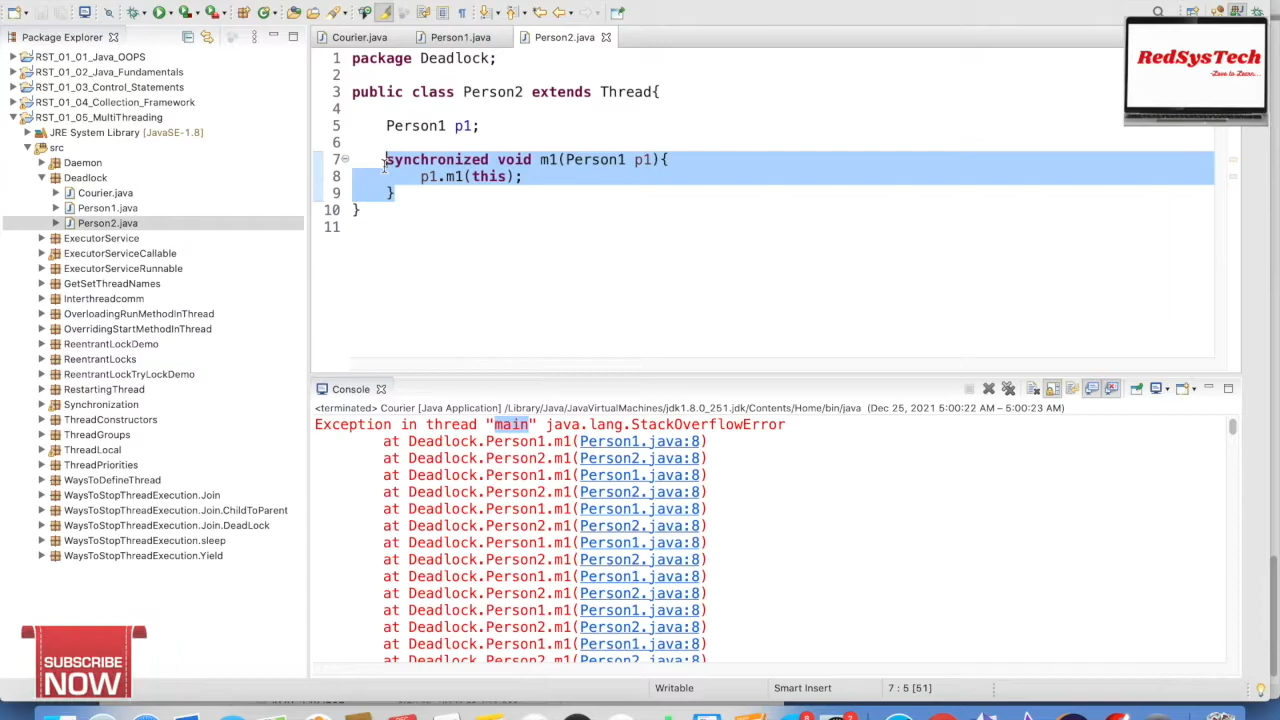 Package Explorer
RST_01_01_Java_OOPS
RST_01_02_Java_Fundamentals
RST_01_03_Control_Statements
RST_01_04_Collection_Framework
RST_01_05_MultiThreading
JRE System Library [JavaSE-1.8]
src
Daemon
Deadlock
Courier.java
Person1.java
Person2.java
ExecutorService
ExecutorServiceCallable
ExecutorServiceRunnable
GetSetThreadNames
Interthreadcomm
OverloadingRunMethodInThread
OverridingStartMethodInThread
ReentrantLockDemo
ReentrantLocks
ReentrantLockTryLockDemo
RestartingThread
Synchronization
ThreadConstructors
ThreadGroups
ThreadLocal
ThreadPriorities
WaysToDefineThread
WaysToStopThreadExecution.Join
WaysToStopThreadExecution.Join.ChildToParent
WaysToStopThreadExecution.Join.DeadLock
WaysToStopThreadExecution.sleep
WaysToStopThreadExecution.Yield
SUBSCRIBE
NOW
Courier.java Person1.java Person2.java
1 package Deadlock;
2
3 public class Person2 extends Thread{
4
5 Person1 p1;
6
7 synchronized void m1(Person1 p1){
8 p1.m1(this);
9 }
10 }
11
RedSysTech
-Love to Learn...
Console
<terminated> Courier [Java Application] /Library/Java/JavaVirtualMachines/jdk1.8.0_251.jdk/Contents/Home/bin/java (Dec 25, 2021 5:00:22 AM – 5:00:23 AM)
Exception in thread "main" java.lang.StackOverflowError
at Deadlock.Person1.m1(Person1.java:8)
at Deadlock.Person2.m1(Person2.java:8)
at Deadlock.Person1.m1(Person1.java:8)
at Deadlock.Person2.m1(Person2.java:8)
at Deadlock.Person1.m1(Person1.java:8)
at Deadlock.Person2.m1(Person2.java:8)
at Deadlock.Person1.m1(Person1.java:8)
at Deadlock.Person2.m1(Person2.java:8)
at Deadlock.Person1.m1(Person1.java:8)
at Deadlock.Person2.m1(Person2.java:8)
at Deadlock.Person1.m1(Person1.java:8)
at Deadlock.Person2.m1(Person2.java:8)
at Deadlock.Person1.m1(Person1.java:8)
at Deadlock.Person2.m1(Person2.java:8)
Writable Smart Insert 7 : 5 [51]